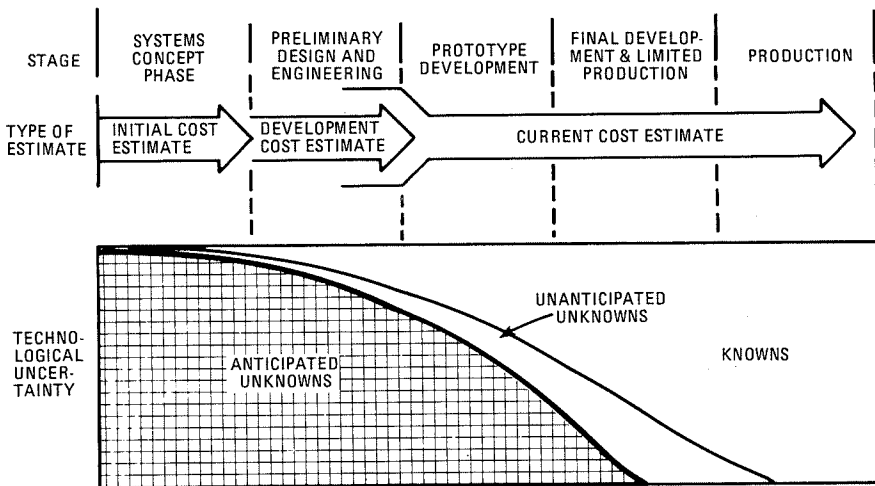 STAGE
SYSTEMS
CONCEPT
PHASE
PRELIMINARY
DESIGN AND
ENGINEERING
PROTOTYPE
DEVELOPMENT
FINAL DEVELOP-
MENT & LIMITED
PRODUCTION
PRODUCTION
TYPE OF
ESTIMATE
INITIAL COST
ESTIMATE
DEVELOPMENT
COST ESTIMATE
CURRENT COST ESTIMATE
TECHNO-
LOGICAL
UNCER-
TAINTY
ANTICIPATED
UNKNOWNS
UNANTICIPATED
UNKNOWNS
KNOWNS